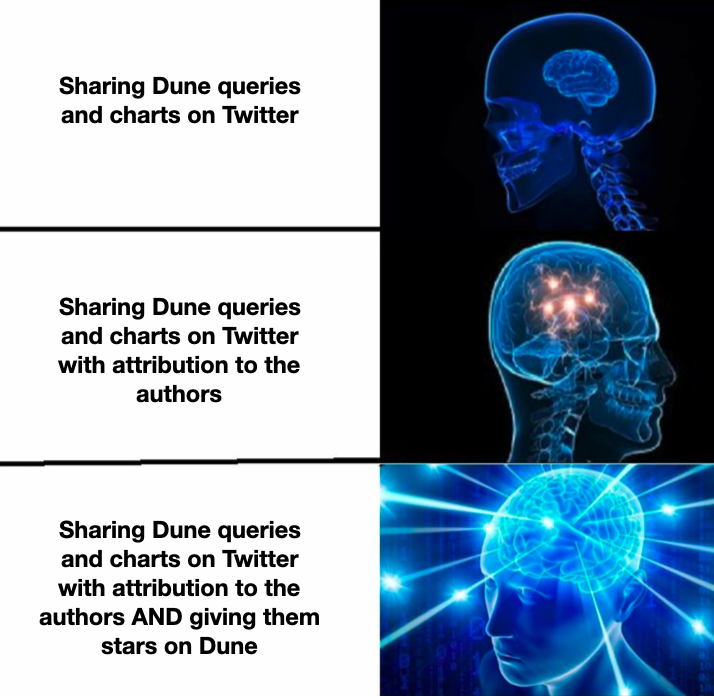 Sharing Dune queries
and charts on Twitter
Sharing Dune queries
and charts on Twitter
with attribution to the
authors
Sharing Dune queries
and charts on Twitter
with attribution to the
authors AND giving them
stars on Dune